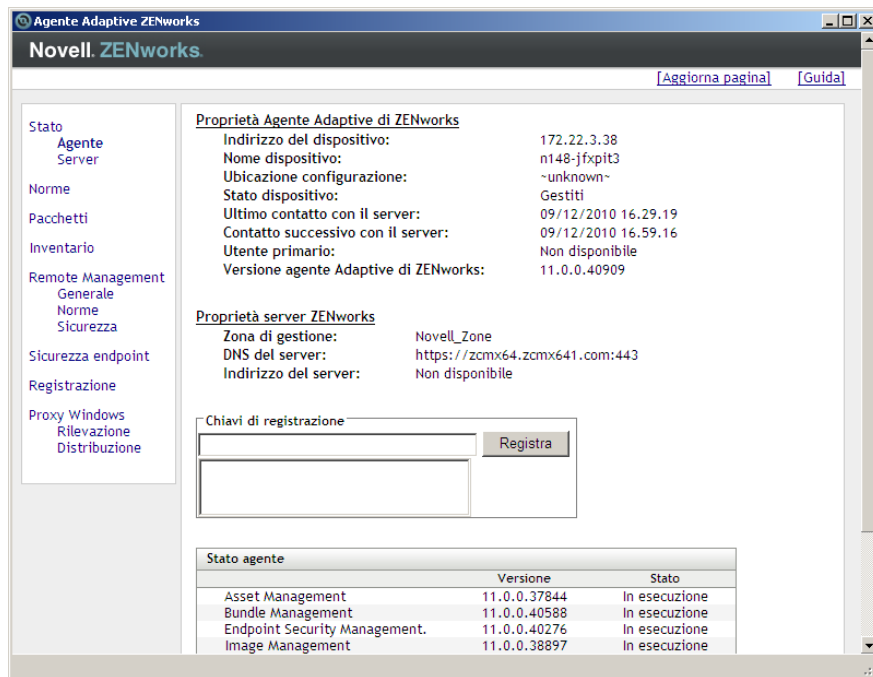 Agente Adaptive ZENworks
Novell. ZENworks.
[Aggiorna pagina] [Guida]
Stato
Agente
Server
Norme
Pacchetti
Inventario
Remote Management
Generale
Norme
Sicurezza
Sicurezza endpoint
Registrazione
Proxy Windows
Rilevazione
Distribuzione
Proprietà Agente Adaptive di ZENworks
Indirizzo del dispositivo: 172.22.3.38
Nome dispositivo: n148-jfxpit3
Ubicazione configurazione: ~unknown~
Stato dispositivo: Gestiti
Ultimo contatto con il server: 09/12/2010 16.29.19
Contatto successivo con il server: 09/12/2010 16.59.16
Utente primario: Non disponibile
Versione agente Adaptive di ZENworks: 11.0.0.40909
Proprietà server ZENworks
Zona di gestione: Novell_Zone
DNS del server: https://zcmx64.zcmx641.com:443
Indirizzo del server: Non disponibile
Chiavi di registrazione
Registra
Stato agente
Versione Stato
Asset Management 11.0.0.37844 In esecuzione
Bundle Management 11.0.0.40588 In esecuzione
Endpoint Security Management. 11.0.0.40276 In esecuzione
Image Management 11.0.0.38897 In esecuzione